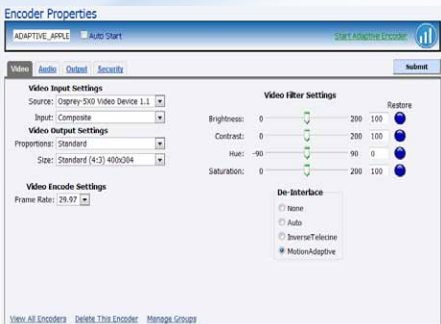 Encoder Properties
ADAPTIVE_APPLE Auto Start Start Adaptive Encoder
Video Audio Output Security Submit
Video Input Settings
Source: Osprey-5X0 Video Device 1.1
Input: Composite
Video Output Settings
Proportions: Standard
Size: Standard (4:3) 400x304
Video Encode Settings
Frame Rate: 29.97
Video Filter Settings
Restore
Brightness: 0 200 100
Contrast: 0 200 100
Hue: -90 90 0
Saturation: 0 200 100
De-Interlace
None
Auto
InverseTelecine
MotionAdaptive
View All Encoders Delete This Encoder Manage Groups